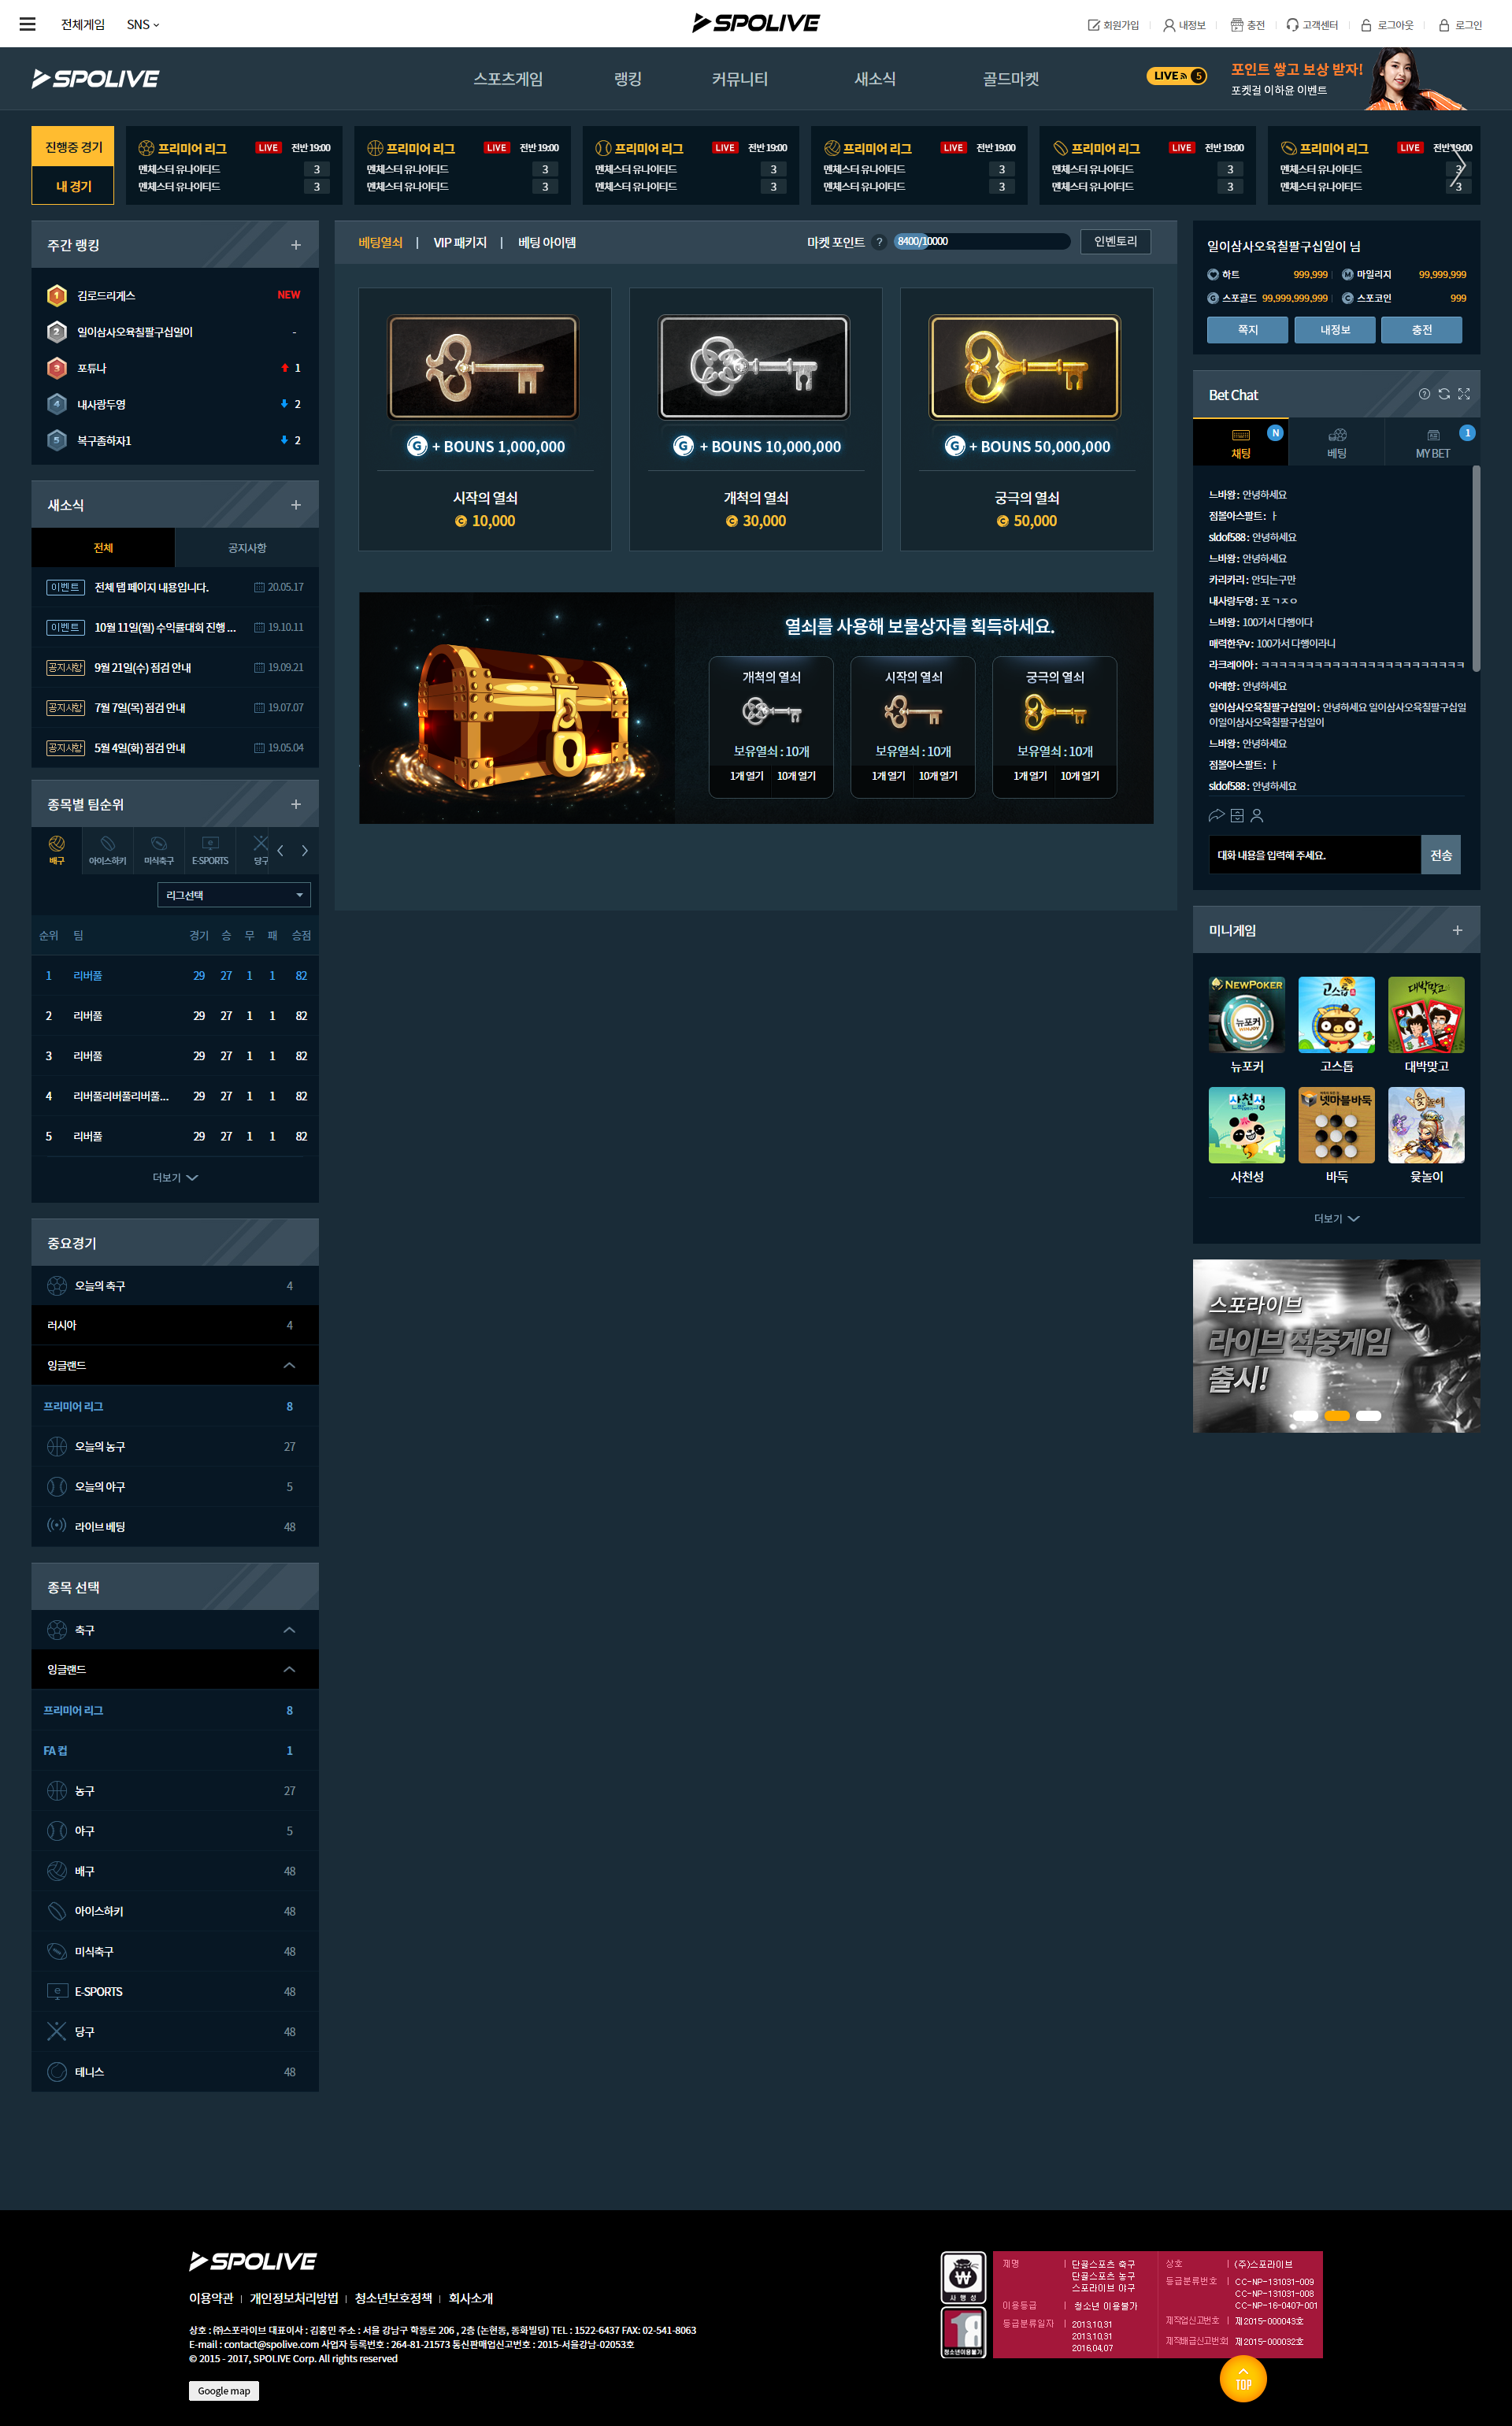 전체게임 SNS
SPOLIVE
회원가입 내정보 충전 고객센터 로그아웃 로그인
SPOLIVE
스포츠게임 랭킹 커뮤니티 새소식 골드마켓
LIVE 5
포인트 쌓고 보상 받자!
포켓걸 이하윤 이벤트
진행중 경기
내 경기
프리미어 리그 LIVE 전반 19:00
맨체스터 유나이티드 3
맨체스터 유나이티드 3
프리미어 리그 LIVE 전반 19:00
맨체스터 유나이티드 3
맨체스터 유나이티드 3
프리미어 리그 LIVE 전반 19:00
맨체스터 유나이티드 3
맨체스터 유나이티드 3
프리미어 리그 LIVE 전반 19:00
맨체스터 유나이티드 3
맨체스터 유나이티드 3
프리미어 리그 LIVE 전반 19:00
맨체스터 유나이티드 3
맨체스터 유나이티드 3
프리미어 리그 LIVE 전반 19:00
맨체스터 유나이티드 3
맨체스터 유나이티드 3
주간 랭킹
1 김로드리게스 NEW
2 일이삼사오육칠팔구십일이 -
3 포튜나 1
4 내사랑두영 2
5 복구좀하자1 2
새소식
전체 공지사항
이벤트 전체 탭 페이지 내용입니다. 20.05.17
이벤트 10월 11일(월) 수익률대회 진행 ... 19.10.11
공지사항 9월 21일(수) 점검 안내 19.09.21
공지사항 7월 7일(목) 점검 안내 19.07.07
공지사항 5월 4일(화) 점검 안내 19.05.04
종목별 팀순위
배구 아이스하키 미식축구 E-SPORTS 당구
리그선택
순위 팀 경기 승 무 패 승점
1 리버풀 29 27 1 1 82
2 리버풀 29 27 1 1 82
3 리버풀 29 27 1 1 82
4 리버풀리버풀리버풀... 29 27 1 1 82
5 리버풀 29 27 1 1 82
더보기
중요경기
오늘의 축구 4
러시아 4
잉글랜드
프리미어 리그 8
오늘의 농구 27
오늘의 야구 5
라이브 베팅 48
종목 선택
축구
잉글랜드
프리미어 리그 8
FA 컵 1
농구 27
야구 5
배구 48
아이스하키 48
미식축구 48
E-SPORTS 48
당구 48
테니스 48
베팅열쇠 | VIP 패키지 | 베팅 아이템
마켓 포인트 ? 8400/10000 인벤토리
G + BOUNS 1,000,000
시작의 열쇠
C 10,000
G + BOUNS 10,000,000
개척의 열쇠
C 30,000
G + BOUNS 50,000,000
궁극의 열쇠
C 50,000
열쇠를 사용해 보물상자를 획득하세요.
개척의 열쇠
보유열쇠 : 10개
1개 열기 10개 열기
시작의 열쇠
보유열쇠 : 10개
1개 열기 10개 열기
궁극의 열쇠
보유열쇠 : 10개
1개 열기 10개 열기
일이삼사오육칠팔구십일이 님
하트 999,999 M 마일리지 99,999,999
G 스포골드 99,999,999,999 C 스포코인 999
쪽지 내정보 충전
Bet Chat
채팅 N 베팅 MY BET 1
느바왕 : 안녕하세요
점볼아스팔트 : ㅏ
sldof588 : 안녕하세요
느바왕 : 안녕하세요
카리카리 : 안되는구만
내사랑두영 : 포 ㄱㅈㅇ
느바왕 : 100가서 다행이다
매력한우v : 100가서 다행이라니
라크레이아 : ㅋㅋㅋㅋㅋㅋㅋㅋㅋㅋㅋㅋㅋㅋㅋㅋㅋㅋㅋㅋㅋㅋㅋ
아래향 : 안녕하세요
일이삼사오육칠팔구십일이 : 안녕하세요 일이삼사오육칠팔구십일
이일이삼사오육칠팔구십일이
느바왕 : 안녕하세요
점볼아스팔트 : ㅏ
sldof588 : 안녕하세요
대화 내용을 입력해 주세요. 전송
미니게임
NEWPOKER 뉴포커 고스톱 대박맞고
뉴포커 고스톱 대박맞고
사천성 넷마블바둑 윷놀이
사천성 바둑 윷놀이
더보기
스포라이브
라이브 적중게임
출시!
SPOLIVE
이용약관 | 개인정보처리방법 | 청소년보호정책 | 회사소개
상호 : ㈜스포라이브 대표이사 : 김홍민 주소 : 서울 강남구 학동로 206 , 2층 (논현동, 동화빌딩) TEL : 1522-6437 FAX: 02-541-8063
E-mail : contact@spolive.com 사업자 등록번호 : 264-81-21573 통신판매업신고번호 : 2015-서울강남-02053호
© 2015 - 2017, SPOLIVE Corp. All rights reserved
Google map
사행성
청소년이용불가
제명 | 단골스포츠 축구
단골스포츠 농구
스포라이브 야구
이용등급 | 청소년 이용불가
등급분류일자 | 2013.10.31
2013.10.31
2016.04.07
상호 | (주)스포라이브
등급분류번호 | CC-NP-131031-009
CC-NP-131031-008
CC-NP-16-0407-001
제작업신고번호 | 제2015-000043호
제작배급신고번호 | 제2015-000032호
TOP